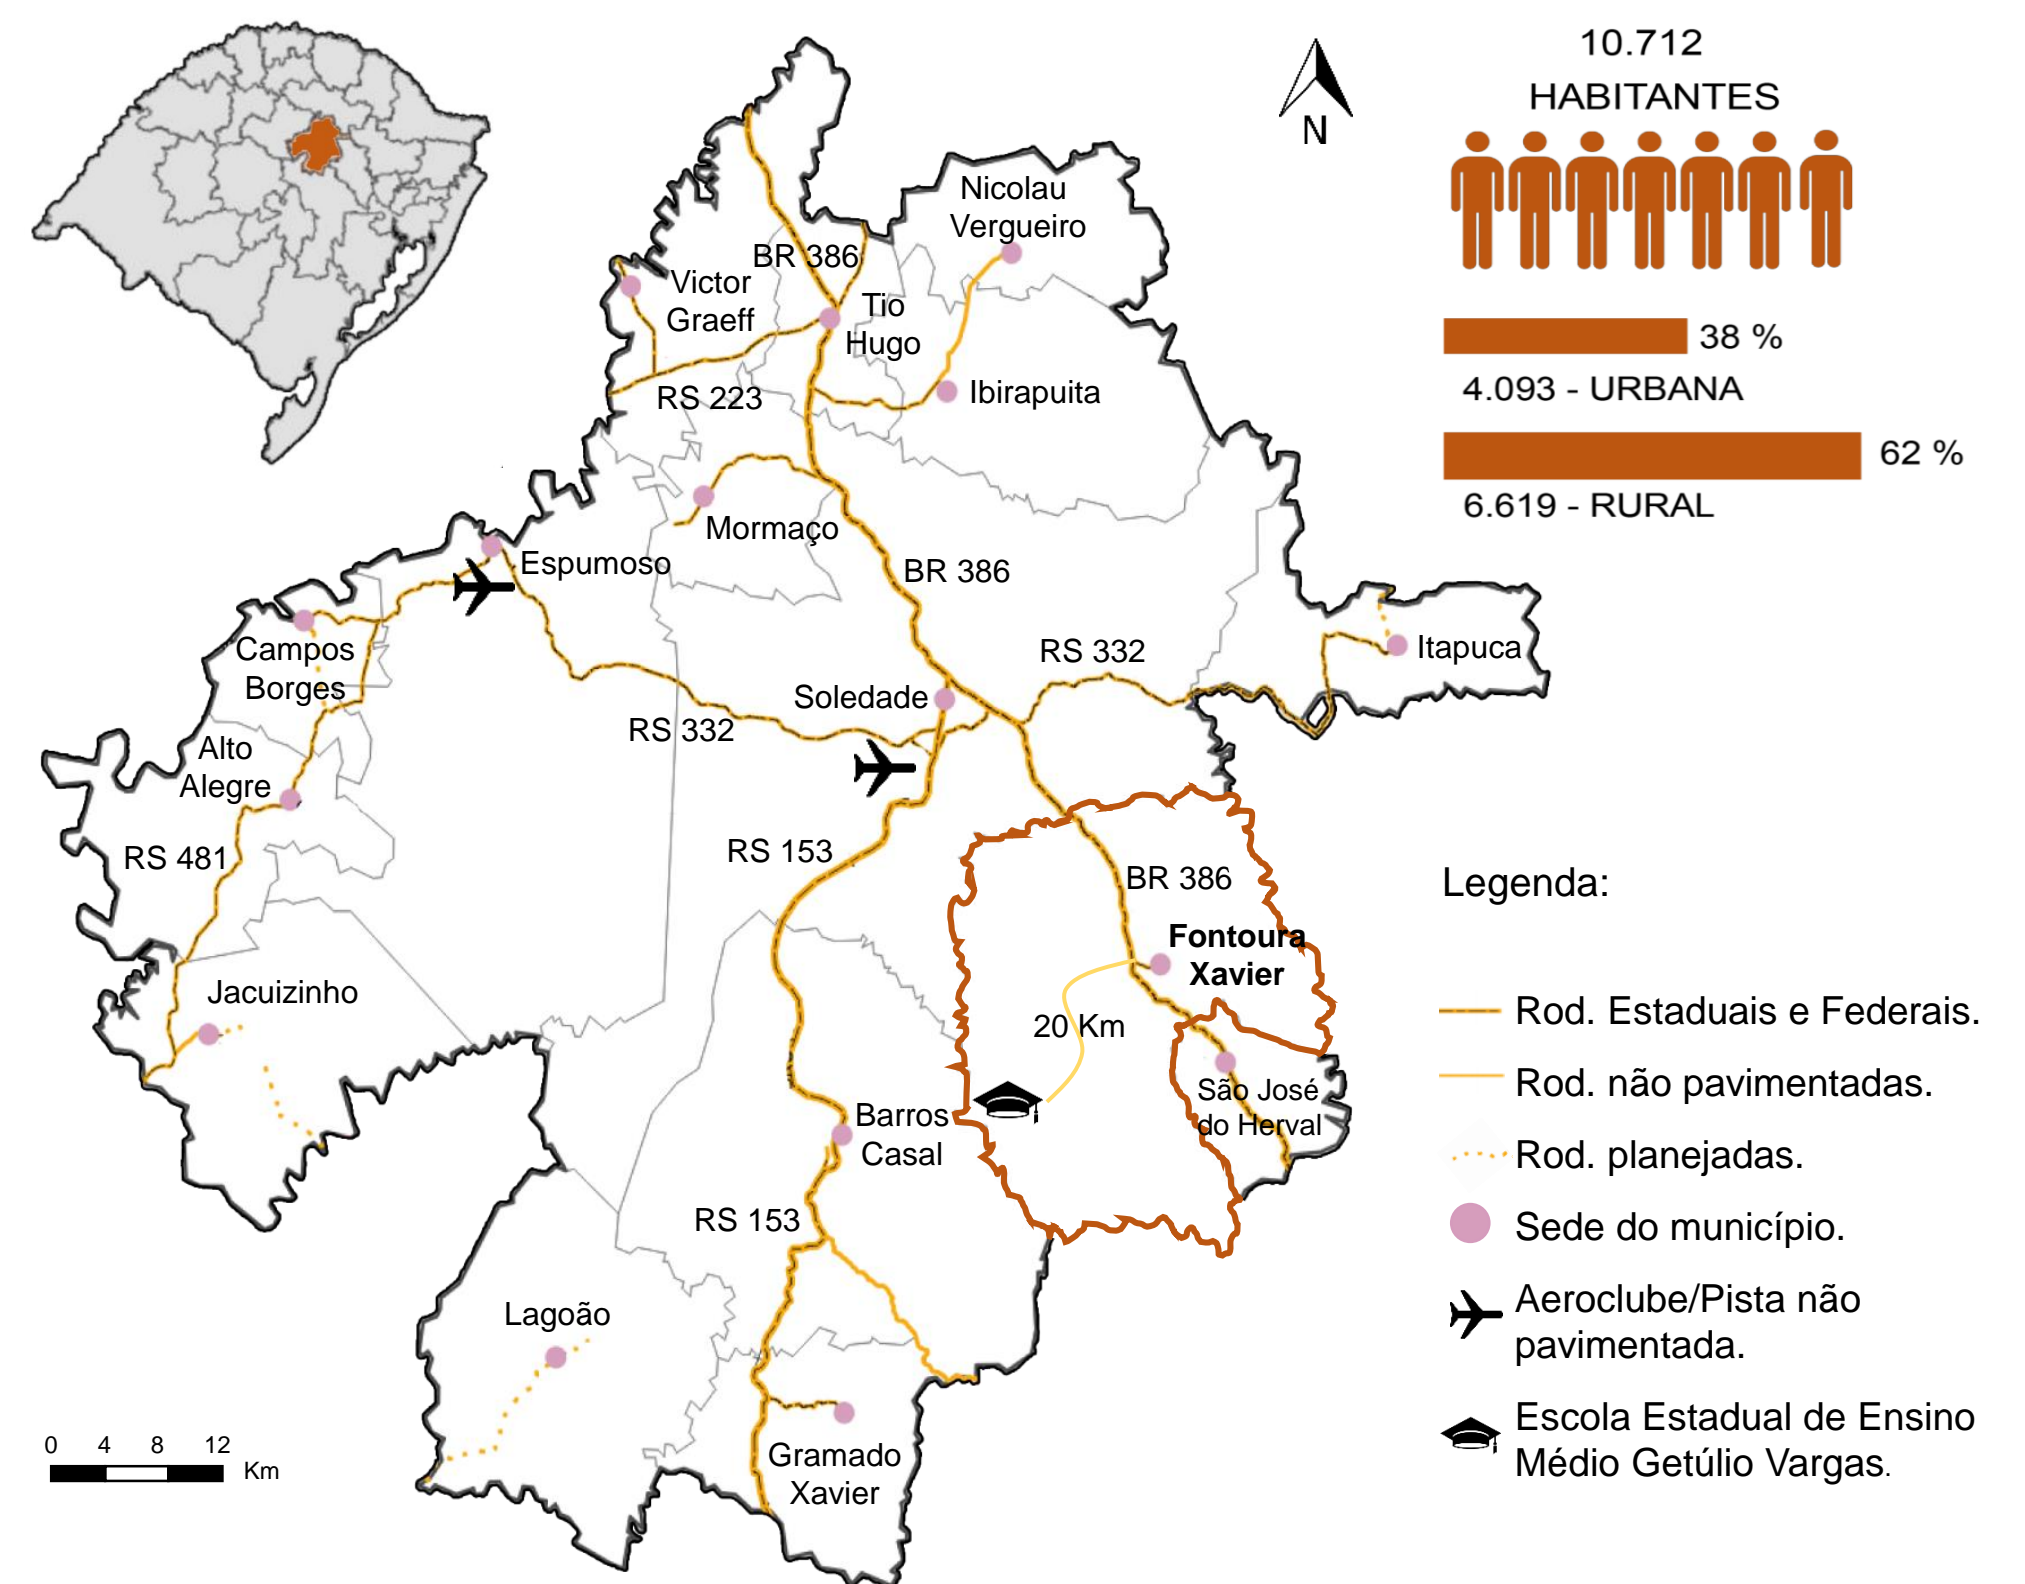 10.712
HABITANTES
38 %
4.093 - URBANA
62 %
6.619 - RURAL
N
Nicolau
Vergueiro
BR 386
Victor
Graeff
Tio
Hugo
RS 223
Ibirapuita
Mormaço
Espumoso
BR 386
Campos
Borges
RS 332
Itapuca
Soledade
RS 332
Alto
Alegre
RS 481
RS 153
BR 386
Fontoura
Xavier
Jacuizinho
20 Km
São José
do Herval
Barros
Casal
RS 153
Lagoão
Gramado
Xavier
0 4 8 12
Km
Legenda:
Rod. Estaduais e Federais.
Rod. não pavimentadas.
Rod. planejadas.
Sede do município.
Aeroclube/Pista não
pavimentada.
Escola Estadual de Ensino
Médio Getúlio Vargas.